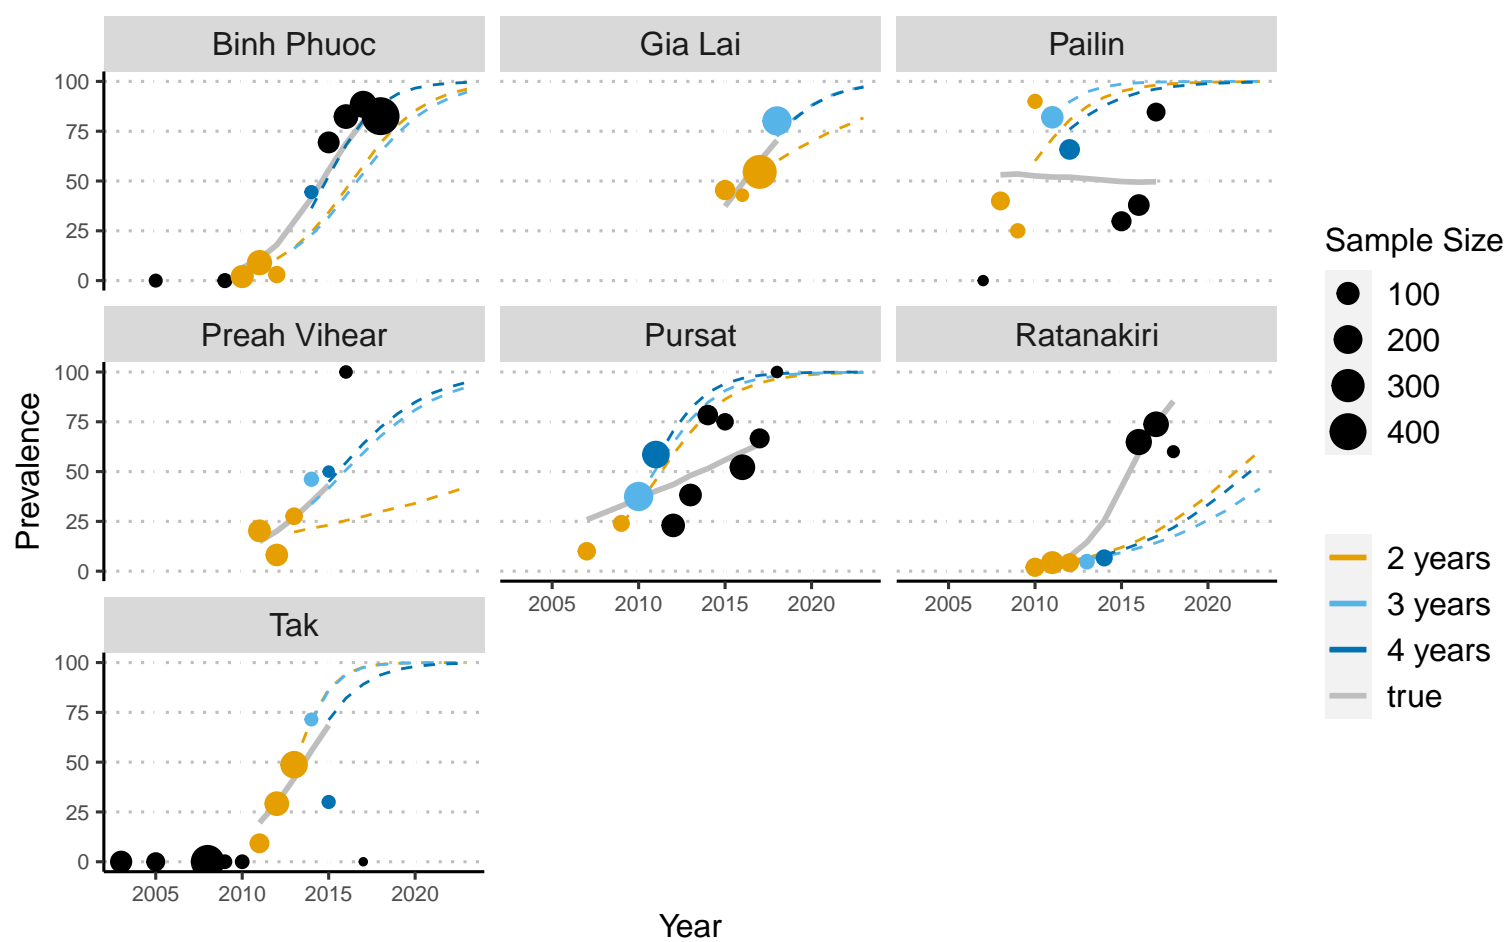 Binh Phuoc
Gia Lai
Pailin
100
75
50
25
0
Preah Vihear
Pursat
Ratanakiri
100
75
50
25
0
2005 2010 2015 2020
2005 2010 2015 2020
Tak
100
75
50
25
0
2005 2010 2015 2020
Prevalence
Year
Sample Size
100
200
300
400
2 years
3 years
4 years
true